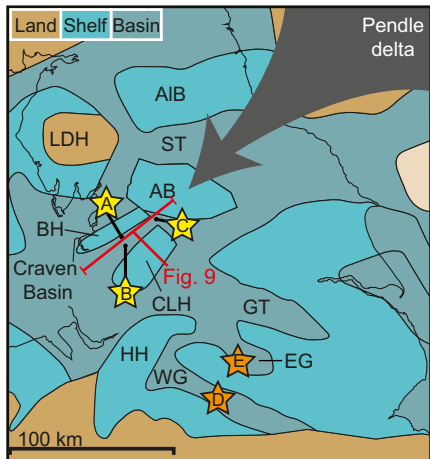 Land Shelf Basin
Pendle
delta
AlB
LDH
ST
AB
A
BH
C
Craven
Basin
Fig. 9
B
CLH
GT
HH
E
EG
WG
D
100 km